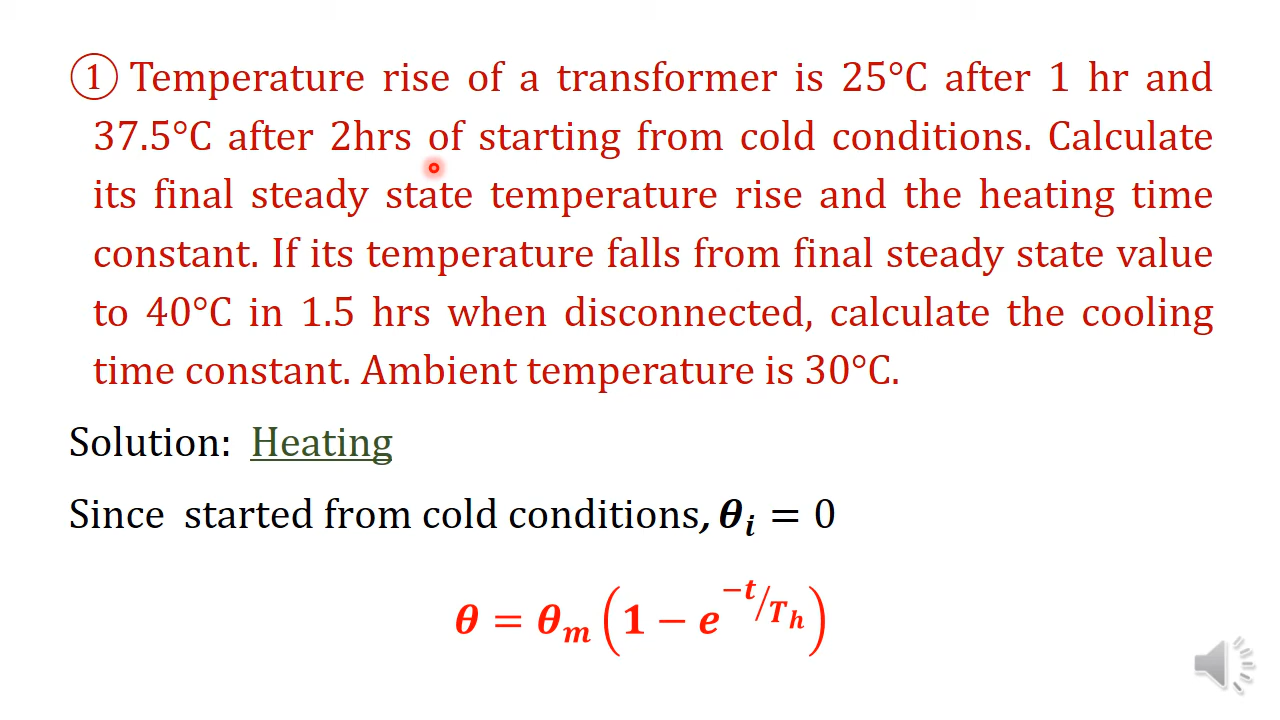 ① Temperature rise of a transformer is 25°C after 1 hr and
37.5°C after 2hrs of starting from cold conditions. Calculate
its final steady state temperature rise and the heating time
constant. If its temperature falls from final steady state value
to 40°C in 1.5 hrs when disconnected, calculate the cooling
time constant. Ambient temperature is 30°C.
Solution: Heating
Since started from cold conditions, θᵢ = 0
θ = θₘ (1 − e^(−t/Tₕ))